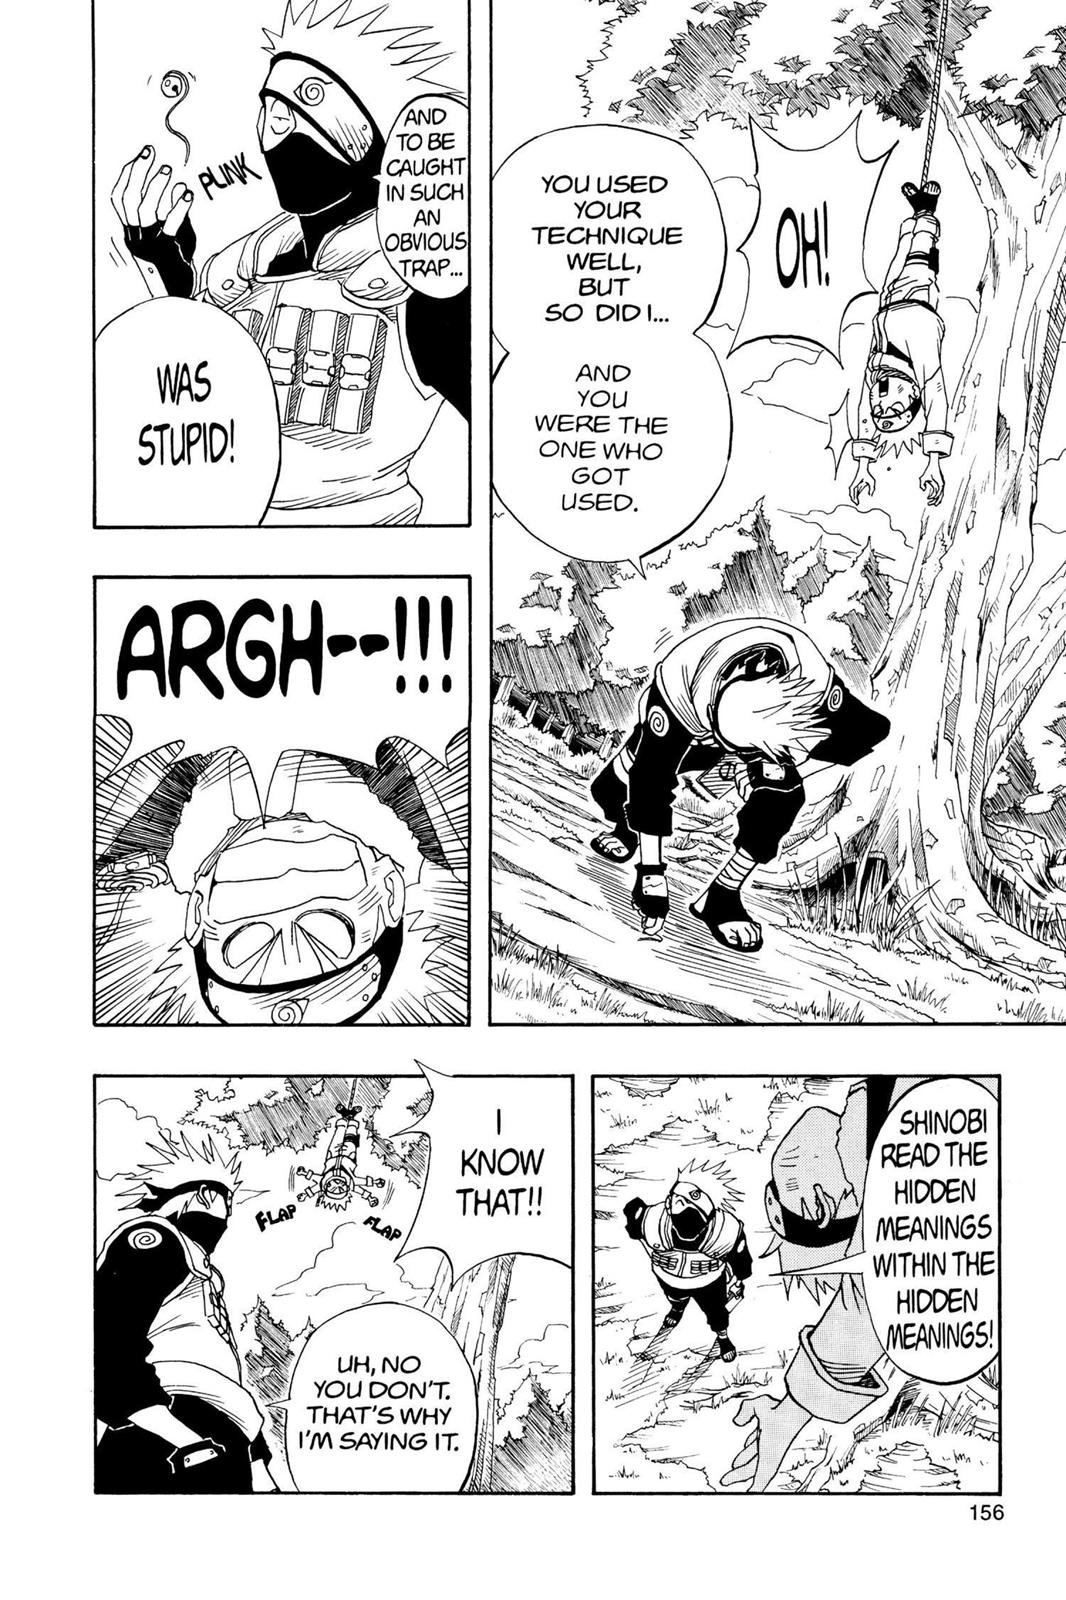 OH!
YOU USED
YOUR
TECHNIQUE
WELL,
BUT
SO DID I...
AND
YOU
WERE THE
ONE WHO
GOT
USED.
AND
TO BE
CAUGHT
IN SUCH
AN
OBVIOUS
TRAP...
PLINK
WAS
STUPID!
ARGH--!!!
SHINOBI
READ THE
HIDDEN
MEANINGS
WITHIN THE
HIDDEN
MEANINGS!
I
KNOW
THAT!!
FLAP
FLAP
UH, NO
YOU DON'T.
THAT'S WHY
I'M SAYING IT.
156